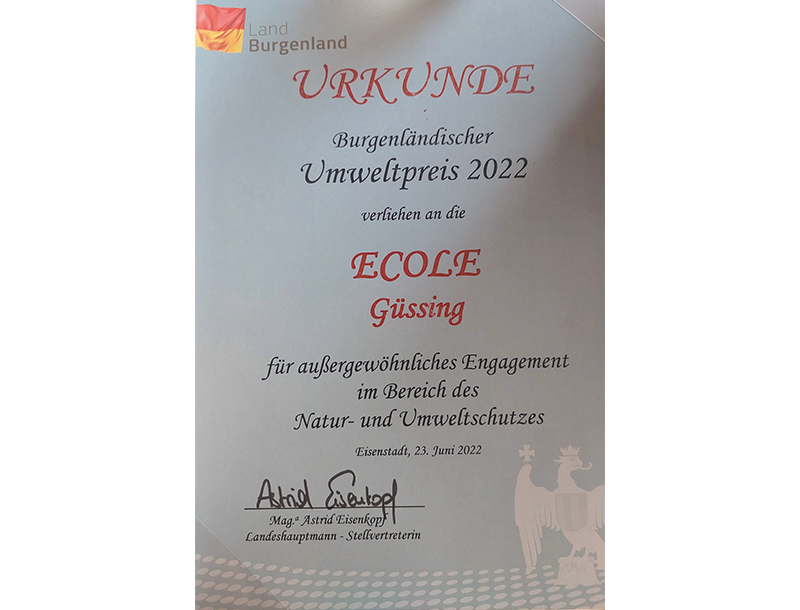 Land
Burgenland
URKUNDE
Burgenländischer
Umweltpreis 2022
verliehen an die
ECOLE
Güssing
für außergewöhnliches Engagement
im Bereich des
Natur- und Umweltschutzes
Eisenstadt, 23. Juni 2022
Astrid Eisenkopf
Mag.ª Astrid Eisenkopf
Landeshauptmann - Stellvertreterin